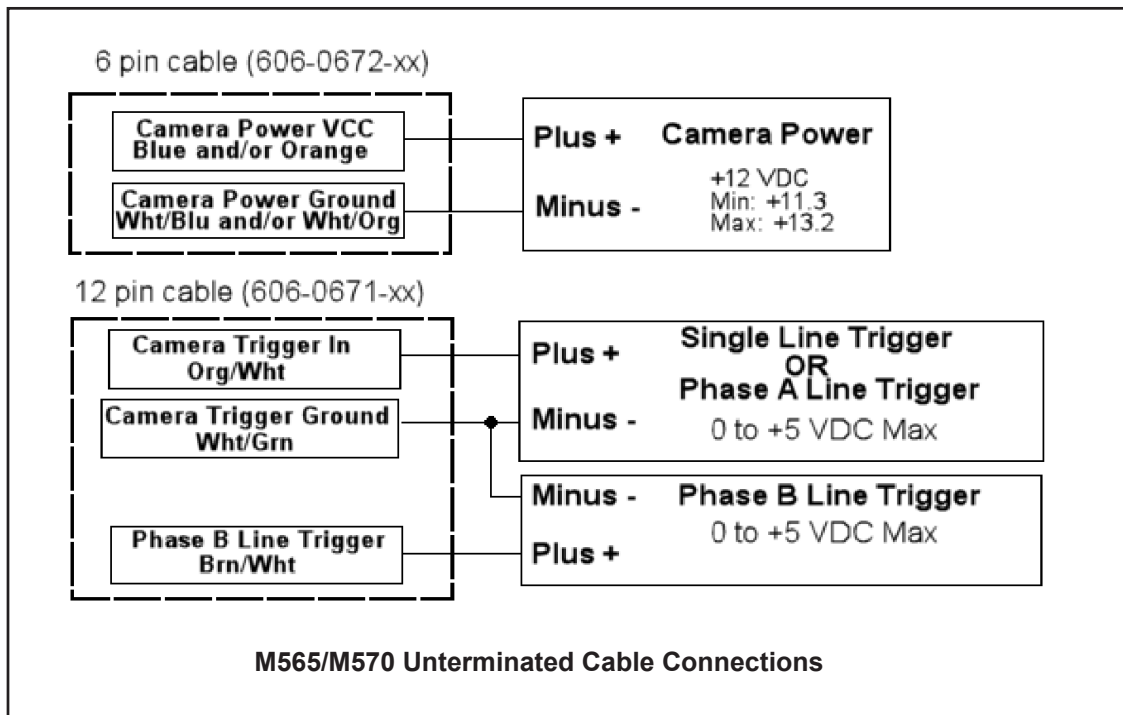 6 pin cable (606-0672-xx)
Camera Power VCC
Blue and/or Orange
Camera Power Ground
Wht/Blu and/or Wht/Org
Plus +
Camera Power
+12 VDC
Min: +11.3
Max: +13.2
Minus -
12 pin cable (606-0671-xx)
Camera Trigger In
Org/Wht
Camera Trigger Ground
Wht/Grn
Phase B Line Trigger
Brn/Wht
Plus +
Single Line Trigger
OR
Phase A Line Trigger
Minus -
0 to +5 VDC Max
Minus -
Phase B Line Trigger
0 to +5 VDC Max
Plus +
M565/M570 Unterminated Cable Connections